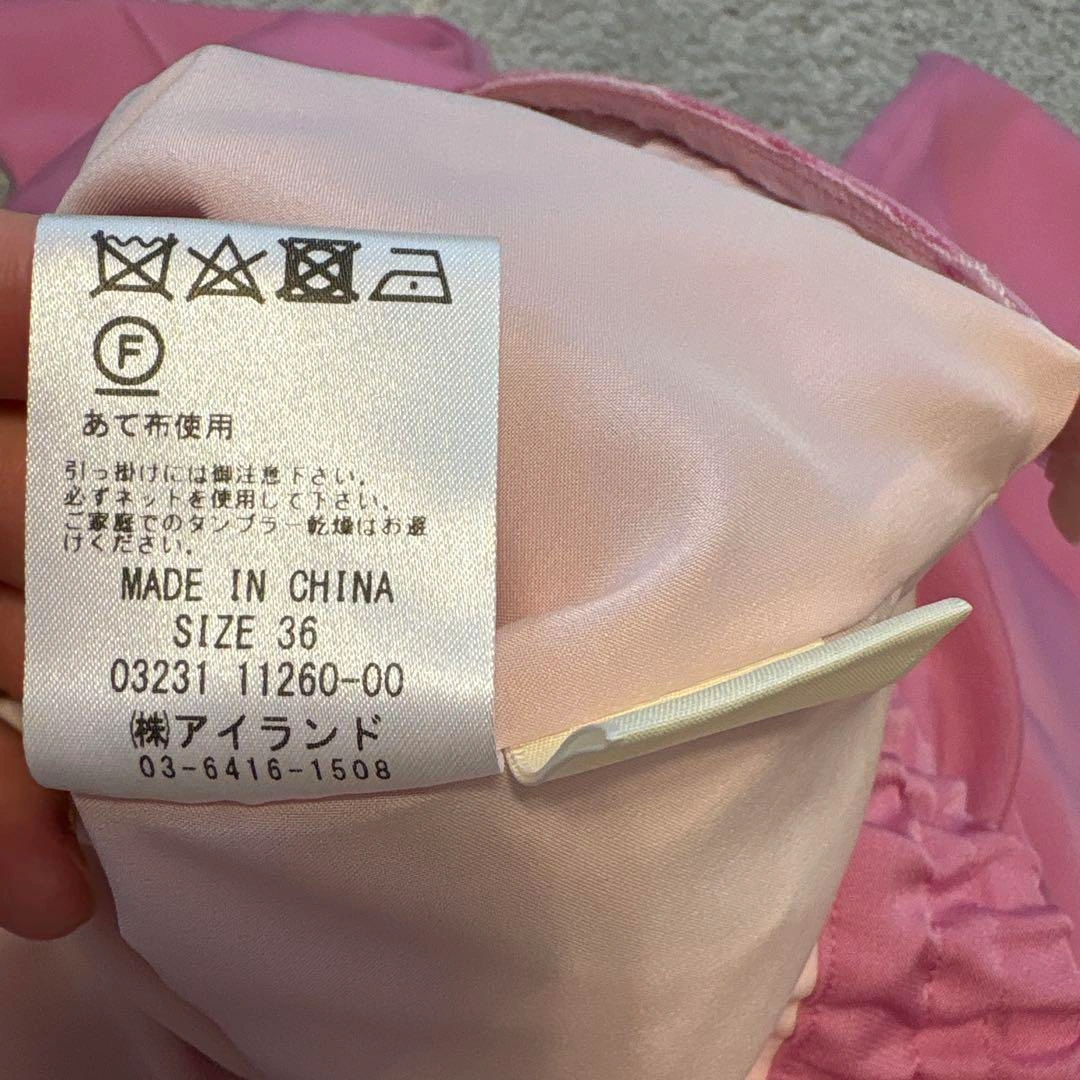 F
あて布使用
引っ掛けには御注意下さい。
必ずネットを使用して下さい。
ご家庭でのタンブラー乾燥はお避
けください。
MADE IN CHINA
SIZE 36
03231 11260-00
㈱アイランド
03-6416-1508